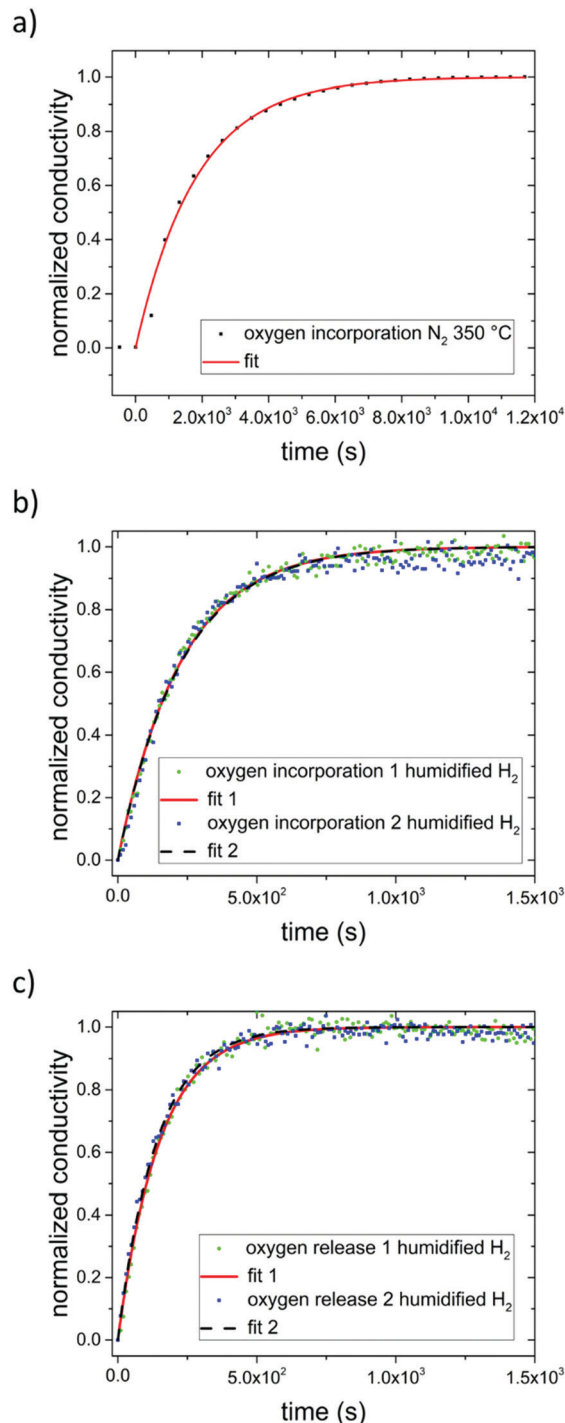 a)
normalized conductivity
1.0
0.8
0.6
0.4
0.2
0.0
oxygen incorporation N₂ 350 °C
fit
0.0 2.0x10³ 4.0x10³ 6.0x10³ 8.0x10³ 1.0x10⁴ 1.2x10⁴
time (s)
b)
normalized conductivity
1.0
0.8
0.6
0.4
0.2
0.0
oxygen incorporation 1 humidified H₂
fit 1
oxygen incorporation 2 humidified H₂
fit 2
0.0 5.0x10² 1.0x10³ 1.5x10³
time (s)
c)
normalized conductivity
1.0
0.8
0.6
0.4
0.2
0.0
oxygen release 1 humidified H₂
fit 1
oxygen release 2 humidified H₂
fit 2
0.0 5.0x10² 1.0x10³ 1.5x10³
time (s)